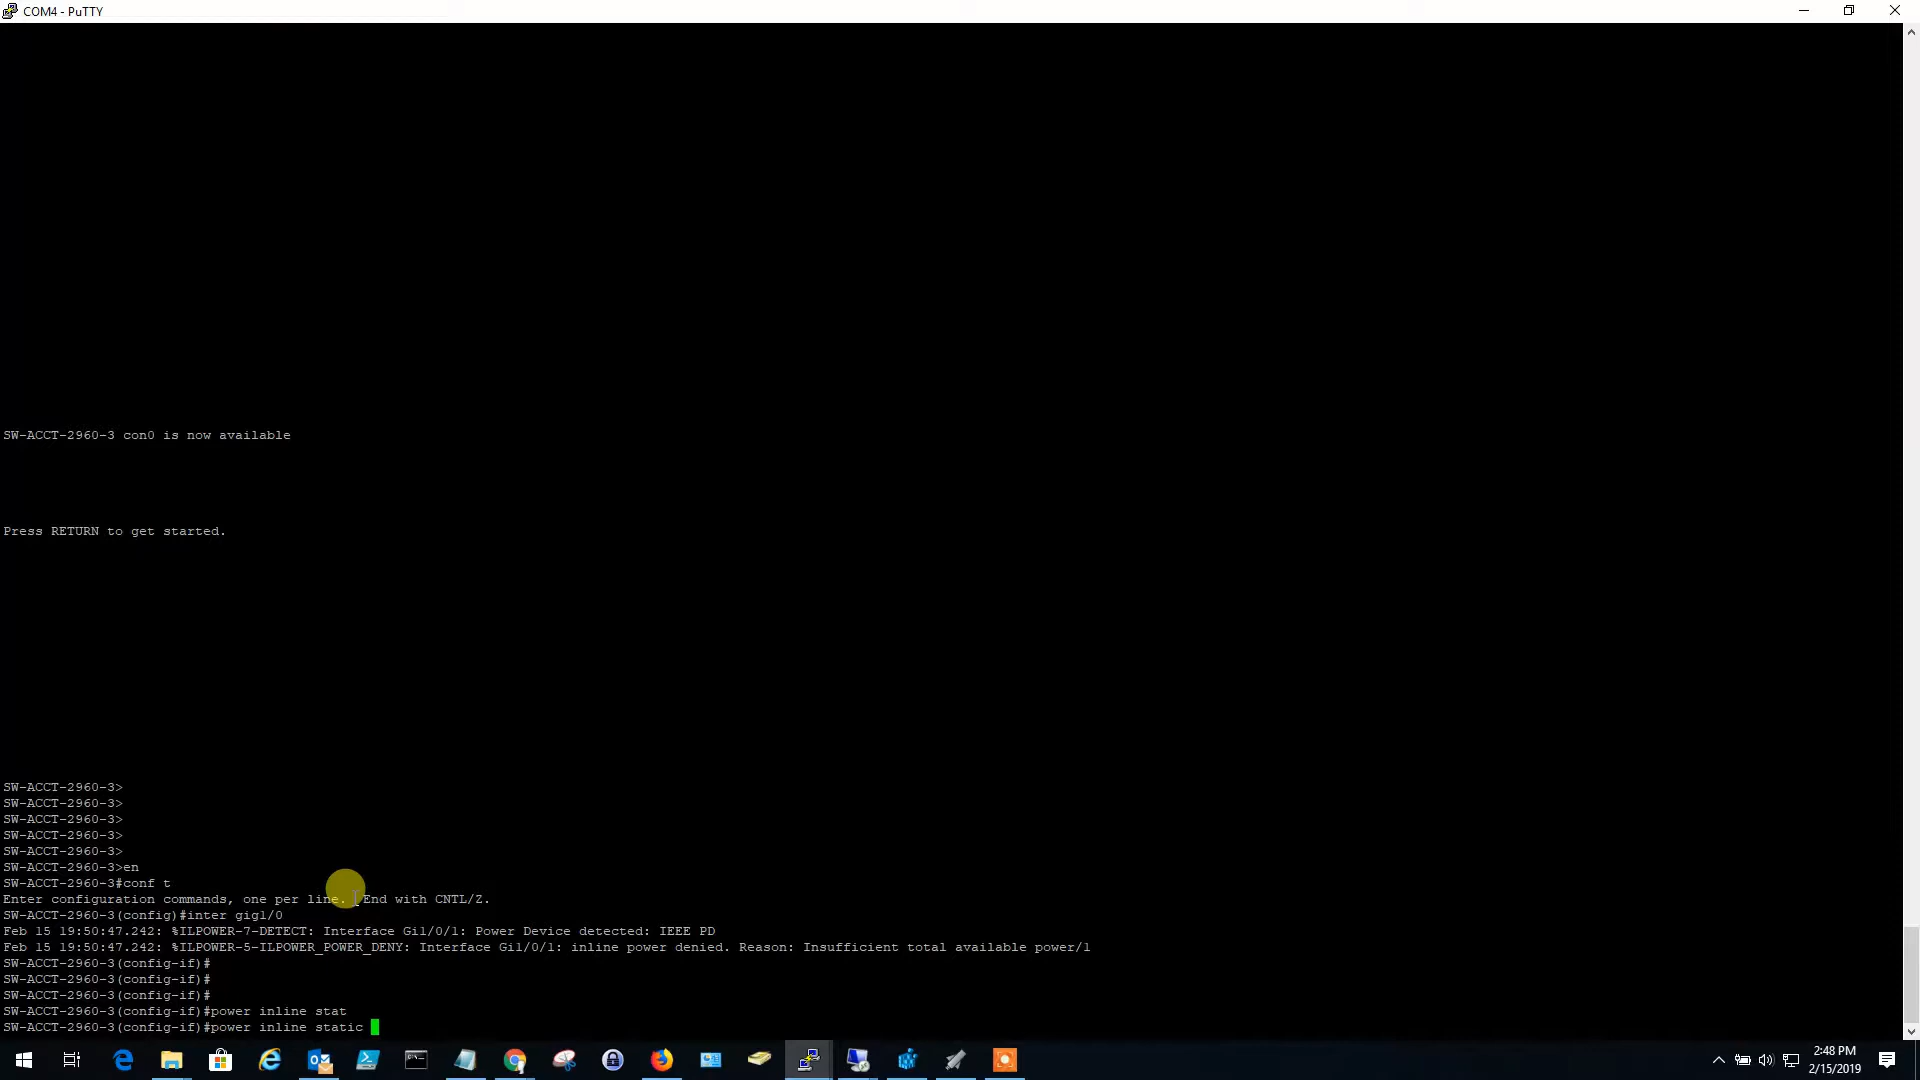 COM4 - PuTTY
SW-ACCT-2960-3 con0 is now available
Press RETURN to get started.
SW-ACCT-2960-3>
SW-ACCT-2960-3>
SW-ACCT-2960-3>
SW-ACCT-2960-3>
SW-ACCT-2960-3>
SW-ACCT-2960-3>en
SW-ACCT-2960-3#conf t
Enter configuration commands, one per line.  End with CNTL/Z.
SW-ACCT-2960-3(config)#inter gig1/0
Feb 15 19:50:47.242: %ILPOWER-7-DETECT: Interface Gi1/0/1: Power Device detected: IEEE PD
Feb 15 19:50:47.242: %ILPOWER-5-ILPOWER_POWER_DENY: Interface Gi1/0/1: inline power denied. Reason: Insufficient total available power/1
SW-ACCT-2960-3(config-if)#
SW-ACCT-2960-3(config-if)#
SW-ACCT-2960-3(config-if)#
SW-ACCT-2960-3(config-if)#power inline stat
SW-ACCT-2960-3(config-if)#power inline static
2:48 PM
2/15/2019